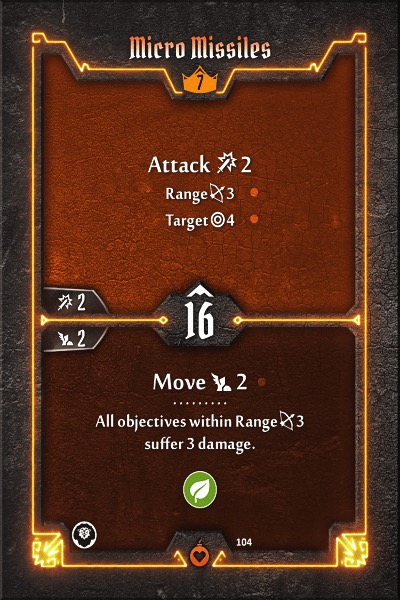 Micro Missiles
7
Attack 2
Range 3
Target 4
2
16
2
Move 2
All objectives within Range 3
suffer 3 damage.
104